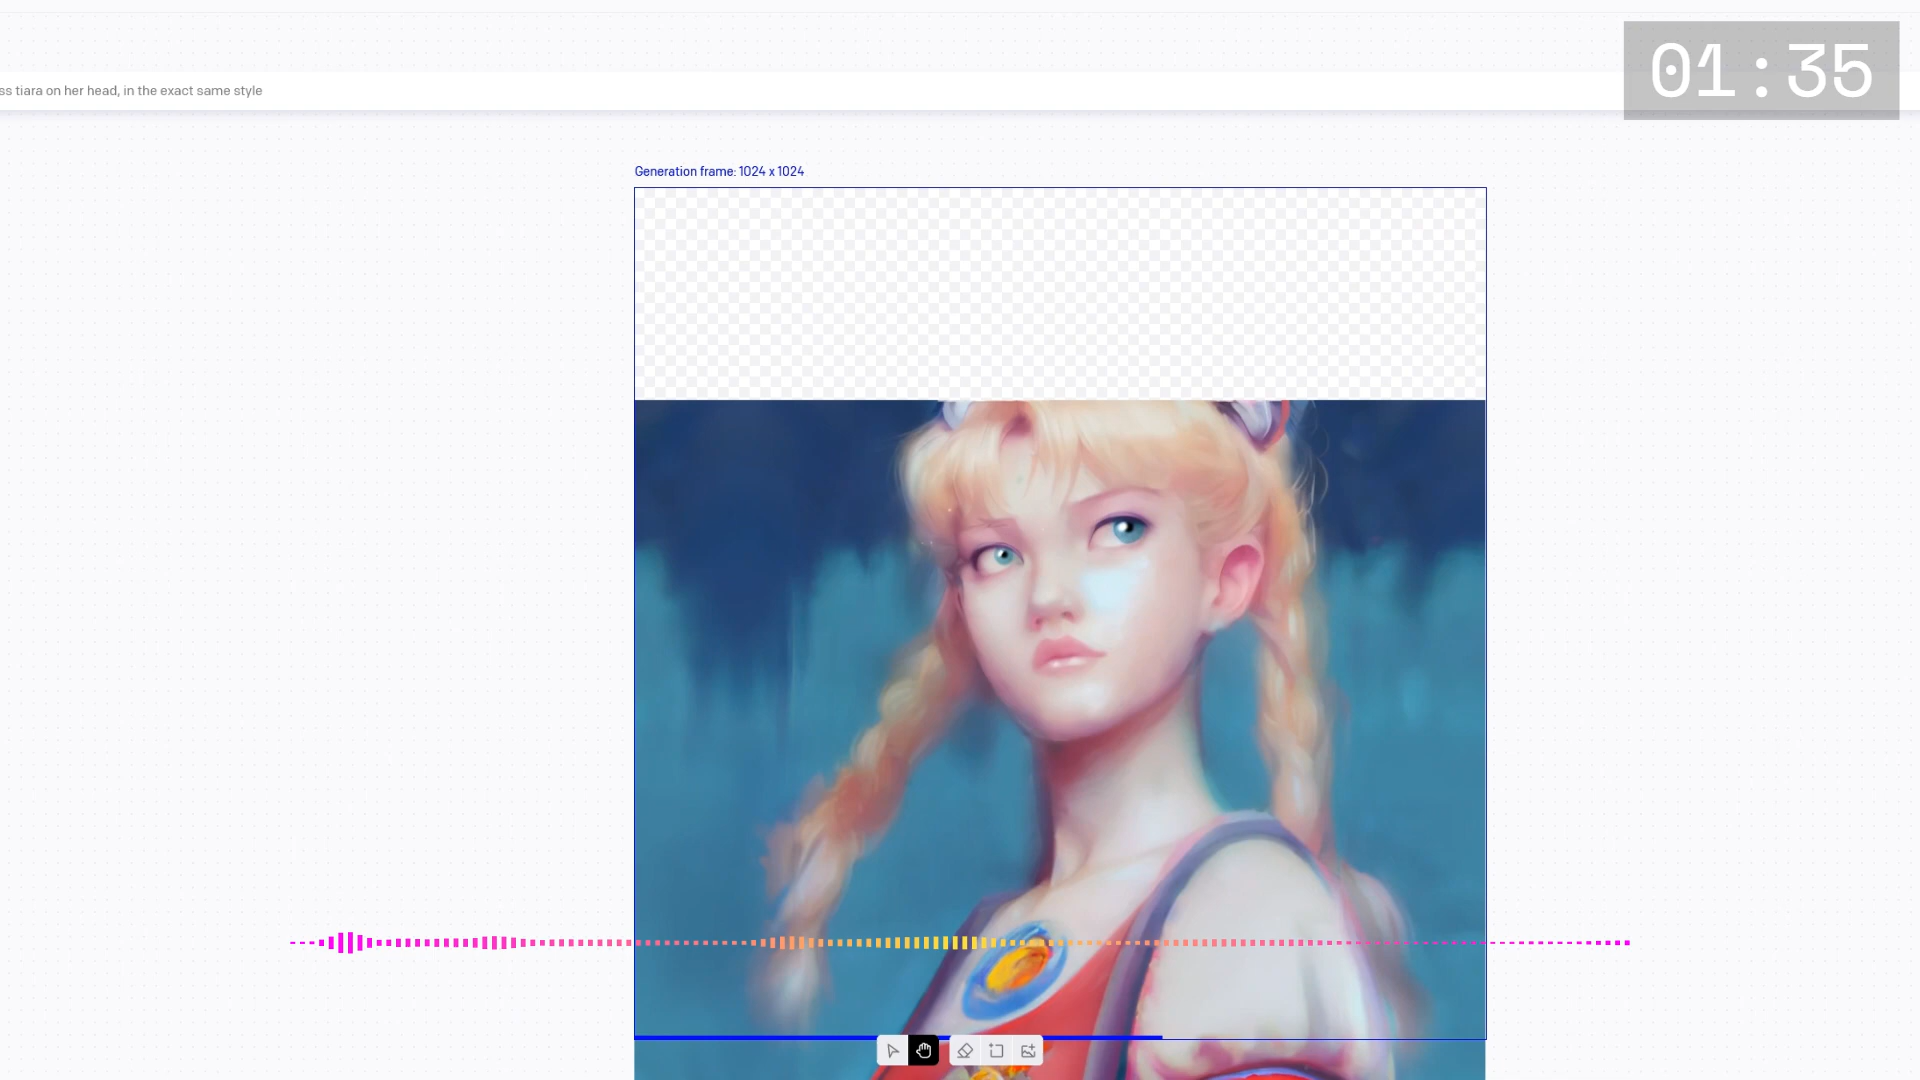 01:35
ss tiara on her head, in the exact same style
Generation frame: 1024 x 1024